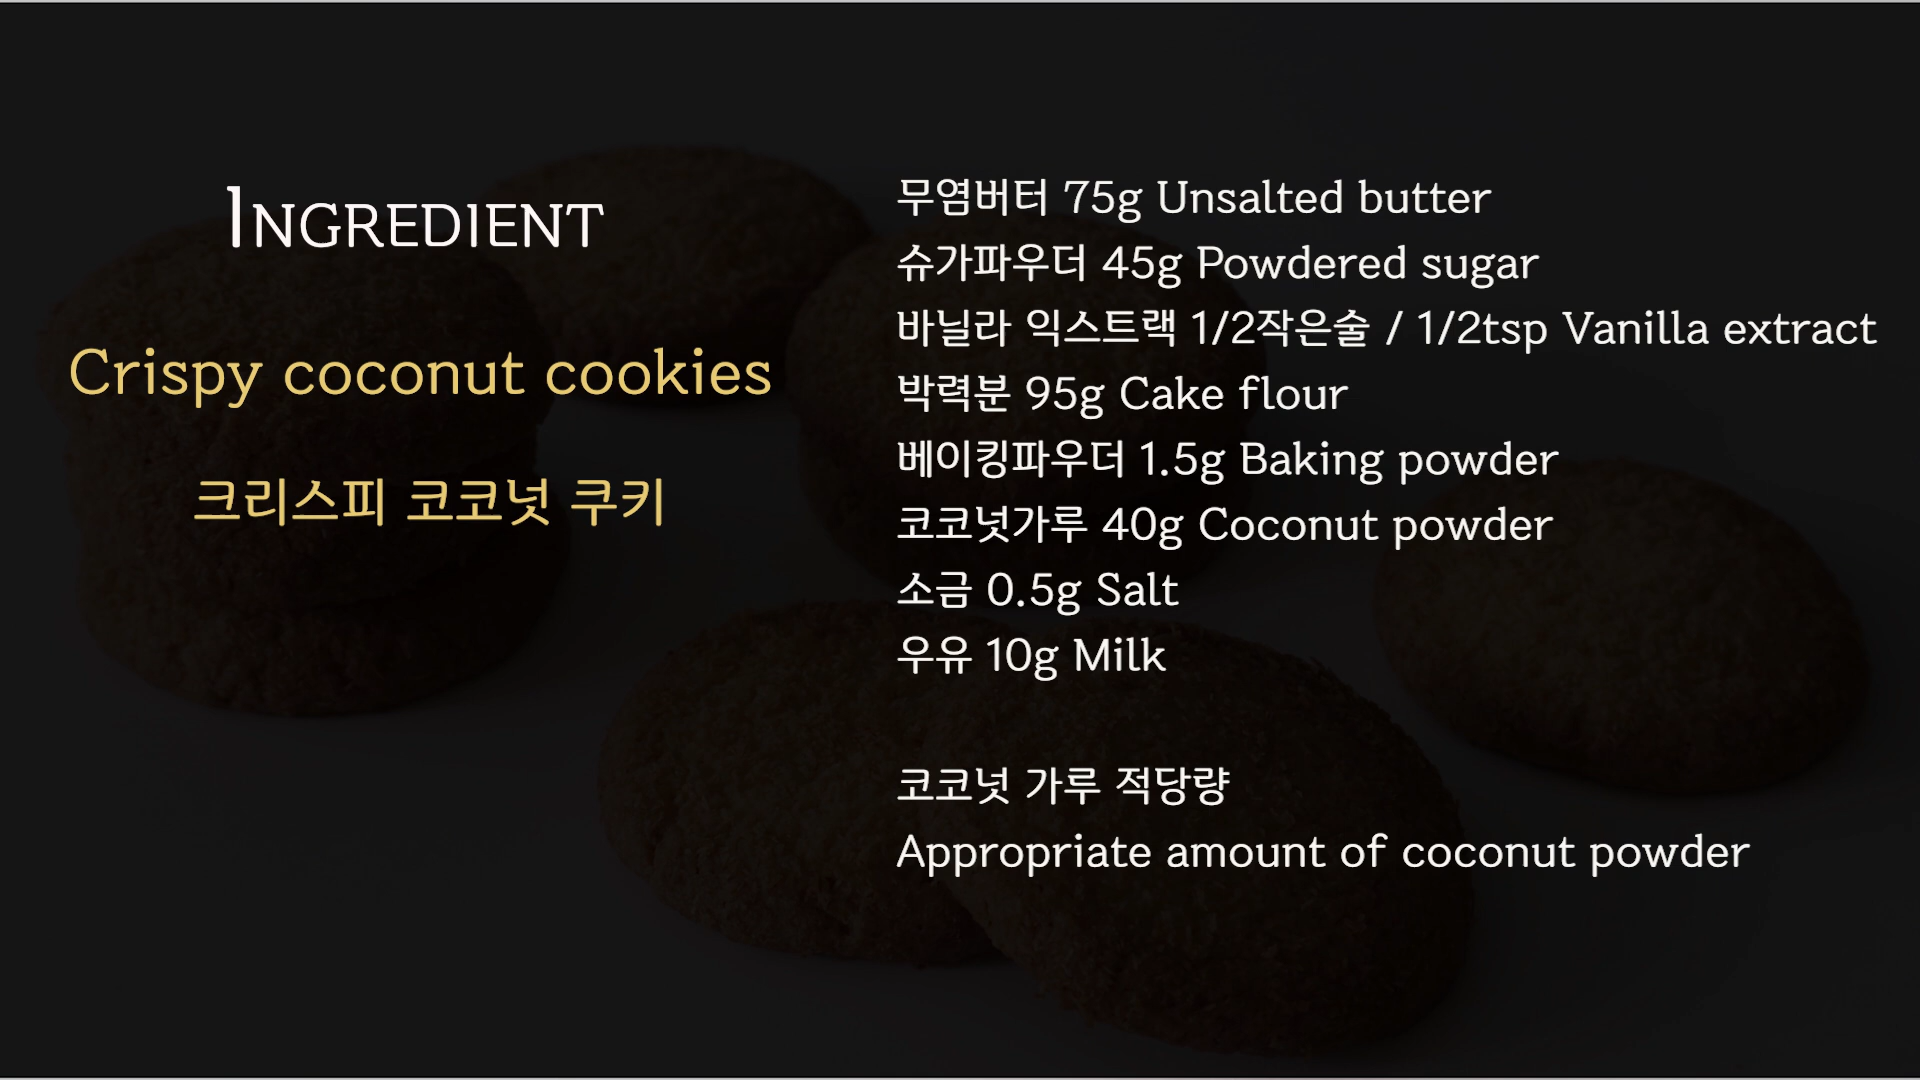 INGREDIENT
Crispy coconut cookies
크리스피 코코넛 쿠키
무염버터 75g Unsalted butter
슈가파우더 45g Powdered sugar
바닐라 익스트랙 1/2작은술 / 1/2tsp Vanilla extract
박력분 95g Cake flour
베이킹파우더 1.5g Baking powder
코코넛가루 40g Coconut powder
소금 0.5g Salt
우유 10g Milk
코코넛 가루 적당량
Appropriate amount of coconut powder